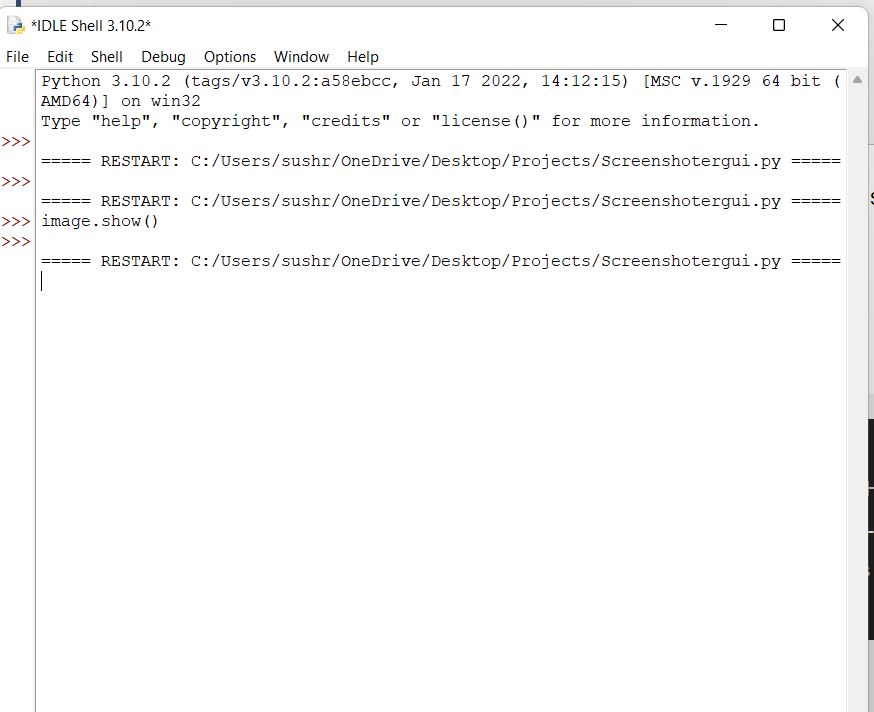 *IDLE Shell 3.10.2*
File Edit Shell Debug Options Window Help
Python 3.10.2 (tags/v3.10.2:a58ebcc, Jan 17 2022, 14:12:15) [MSC v.1929 64 bit (
AMD64)] on win32
Type "help", "copyright", "credits" or "license()" for more information.
>>>
===== RESTART: C:/Users/sushr/OneDrive/Desktop/Projects/Screenshotergui.py =====
>>>
===== RESTART: C:/Users/sushr/OneDrive/Desktop/Projects/Screenshotergui.py =====
>>> image.show()
>>>
===== RESTART: C:/Users/sushr/OneDrive/Desktop/Projects/Screenshotergui.py =====